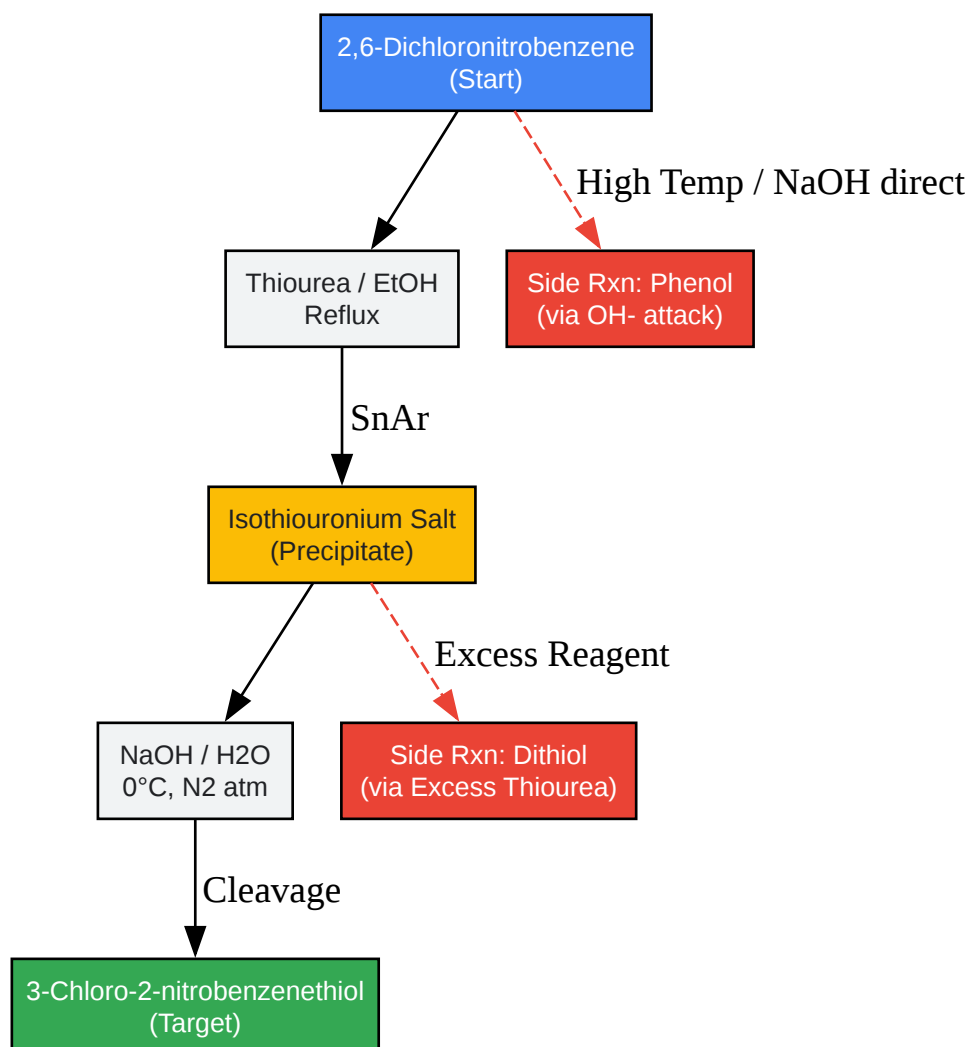 2,6-Dichloronitrobenzene
(Start)
High Temp / NaOH direct
Thiourea / EtOH
Reflux
Side Rxn: Phenol
(via OH- attack)
SnAr
Isothiouronium Salt
(Precipitate)
Excess Reagent
NaOH / H2O
0°C, N2 atm
Side Rxn: Dithiol
(via Excess Thiourea)
Cleavage
3-Chloro-2-nitrobenzenethiol
(Target)